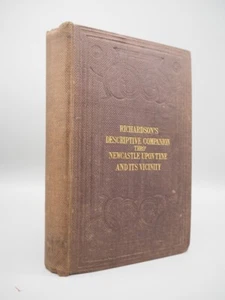 RICHARDSON'S
DESCRIPTIVE COMPANION
THRO'
NEWCASTLE UPON TYNE
AND ITS VICINITY